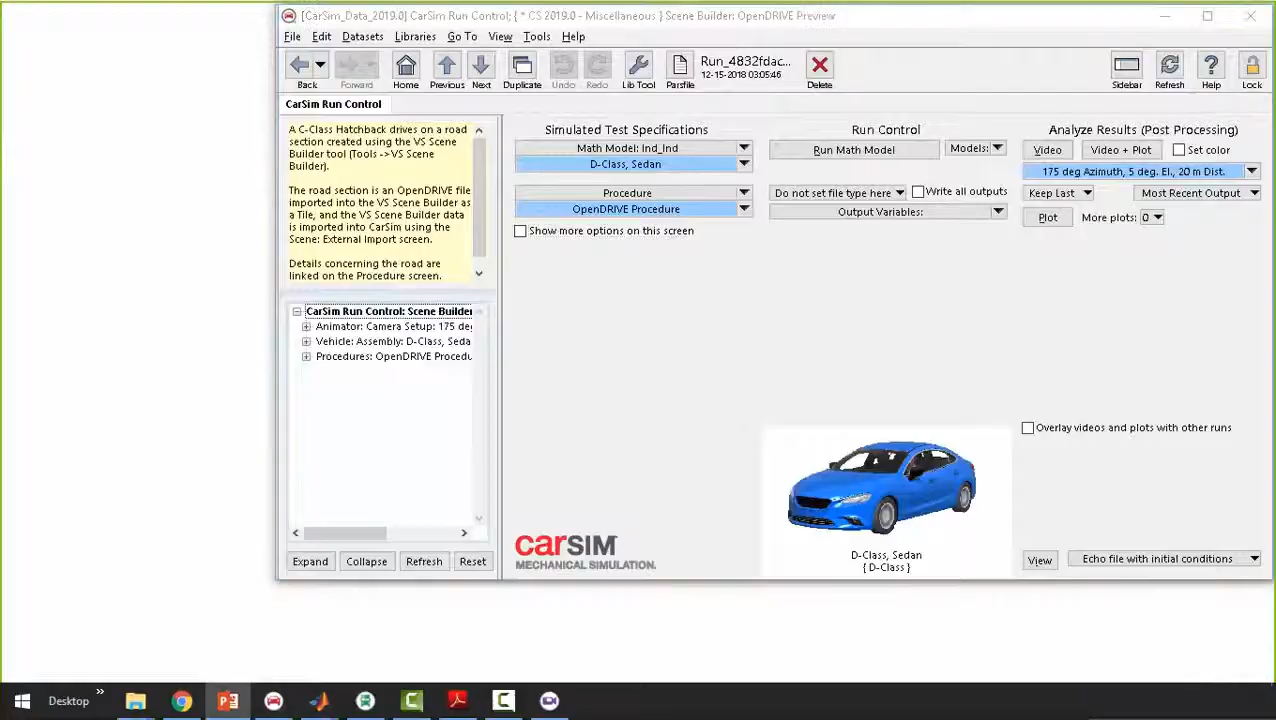 [CarSim_Data_2019.0] CarSim Run Control; { * CS 2019.0 - Miscellaneous } Scene Builder: OpenDRIVE Preview
File Edit Datasets Libraries Go To View Tools Help
Back Forward Home Previous Next Duplicate Undo Redo Lib Tool Parsfile
Run_4832fdac...
12-15-2018 03:05:46
Delete Sidebar Refresh Help Lock
CarSim Run Control
A C-Class Hatchback drives on a road
section created using the VS Scene
Builder tool (Tools -> VS Scene
Builder).
The road section is an OpenDRIVE file
imported into the VS Scene Builder as
a Tile, and the VS Scene Builder data
is imported into CarSim using the
Scene: External Import screen.
Details concerning the road are
linked on the Procedure screen.
CarSim Run Control: Scene Builder
Animator: Camera Setup: 175 deg
Vehicle: Assembly: D-Class, Seda
Procedures: OpenDRIVE Procedu
Expand Collapse Refresh Reset
Simulated Test Specifications
Math Model: Ind_Ind
D-Class, Sedan
Procedure
OpenDRIVE Procedure
Show more options on this screen
Run Control
Run Math Model Models:
Do not set file type here Write all outputs
Output Variables:
Analyze Results (Post Processing)
Video Video + Plot Set color
175 deg Azimuth, 5 deg. El., 20 m Dist.
Keep Last Most Recent Output
Plot More plots: 0
Overlay videos and plots with other runs
carSIM
MECHANICAL SIMULATION.
D-Class, Sedan
{ D-Class }
View Echo file with initial conditions
Desktop »